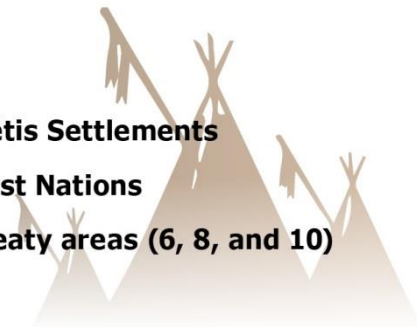 etis Settlements
st Nations
eaty areas (6, 8, and 10)